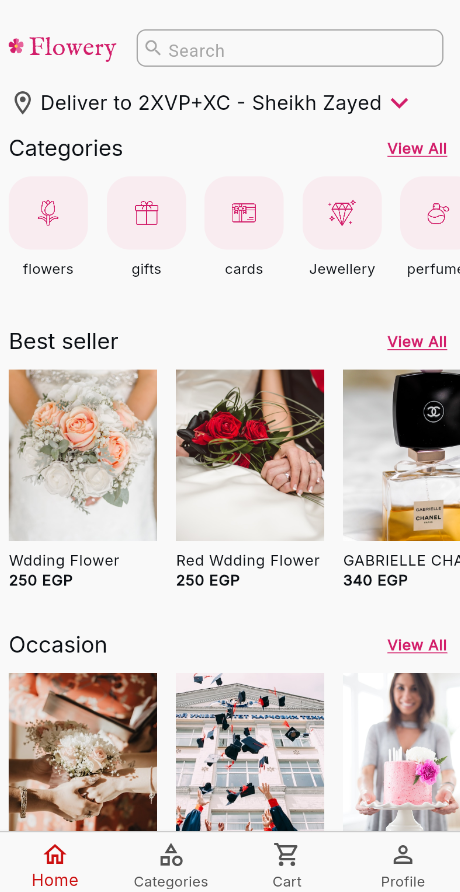 Flowery
Search
Deliver to 2XVP+XC - Sheikh Zayed
Categories View All
flowers gifts cards Jewellery perfume
Best seller View All
GABRIELLE
CHANEL
PARIS
Wdding Flower Red Wdding Flower GABRIELLE CHA
250 EGP 250 EGP 340 EGP
Occasion View All
Home Categories Cart Profile